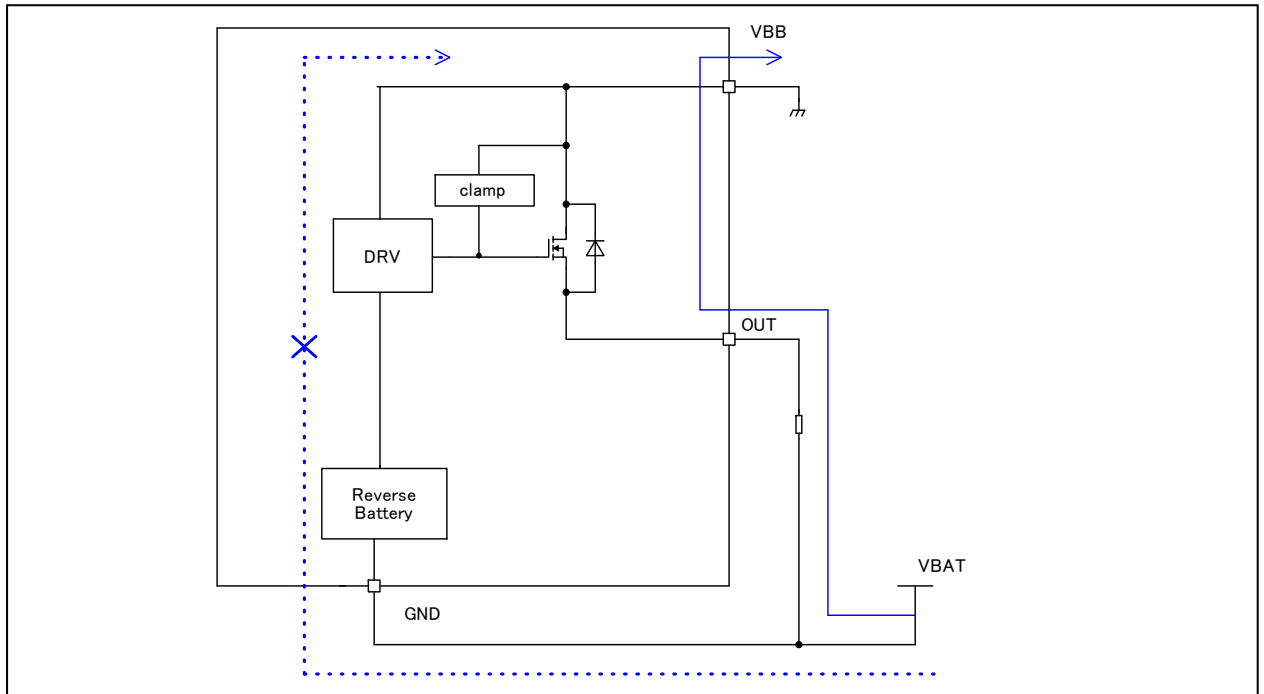 VBB
clamp
DRV
OUT
Reverse
Battery
VBAT
GND